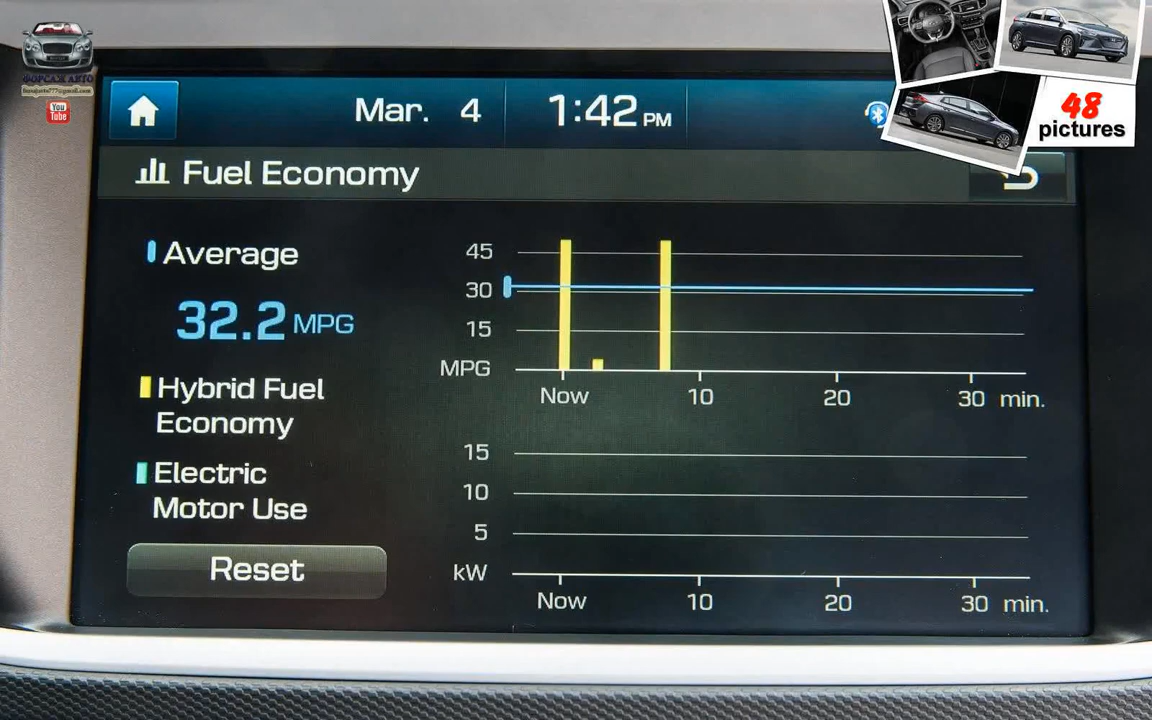 ФОРСАЖ АВТО
You
Tube
48
pictures
Mar. 4
1:42 PM
Fuel Economy
Average
32.2 MPG
Hybrid Fuel
Economy
Electric
Motor Use
Reset
45
30
15
MPG
Now 10 20 30 min.
15
10
5
kW
Now 10 20 30 min.